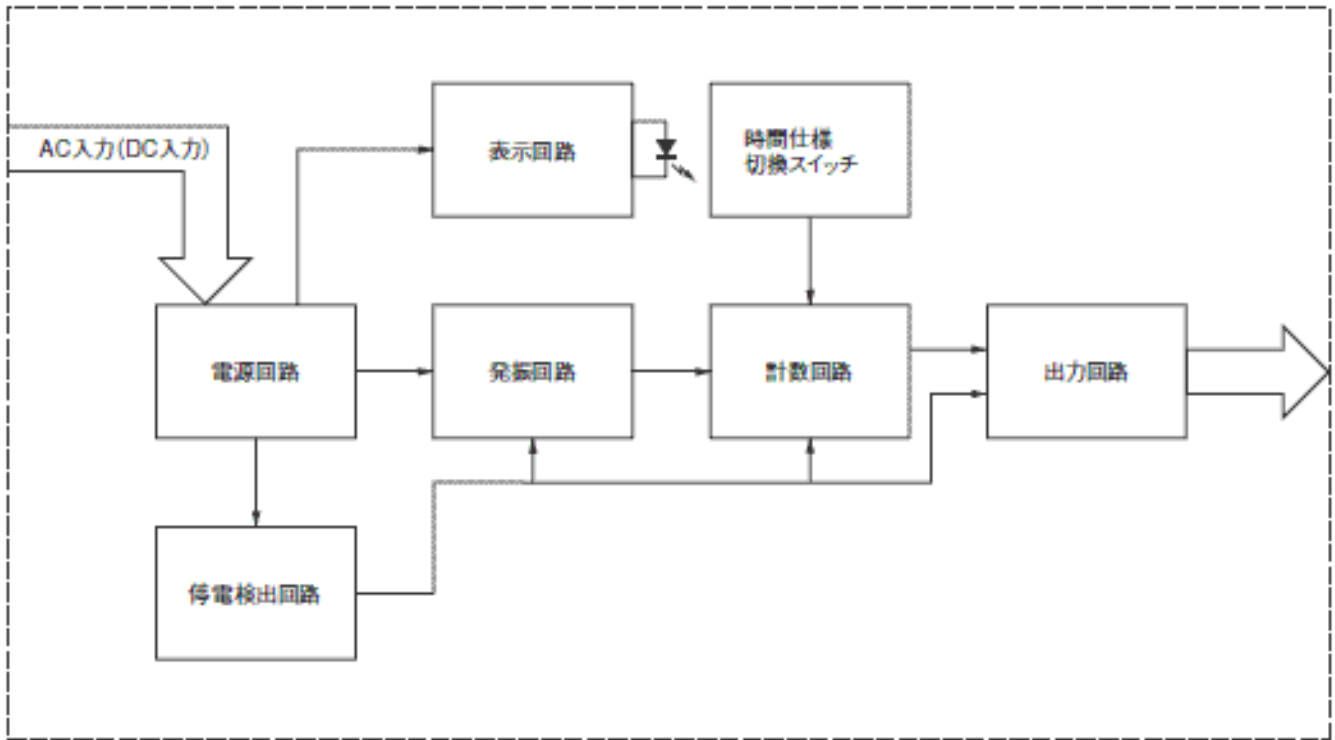 AC入力(DC入力)
表示回路
時間仕様
切換スイッチ
電源回路
発振回路
計数回路
出力回路
停電検出回路